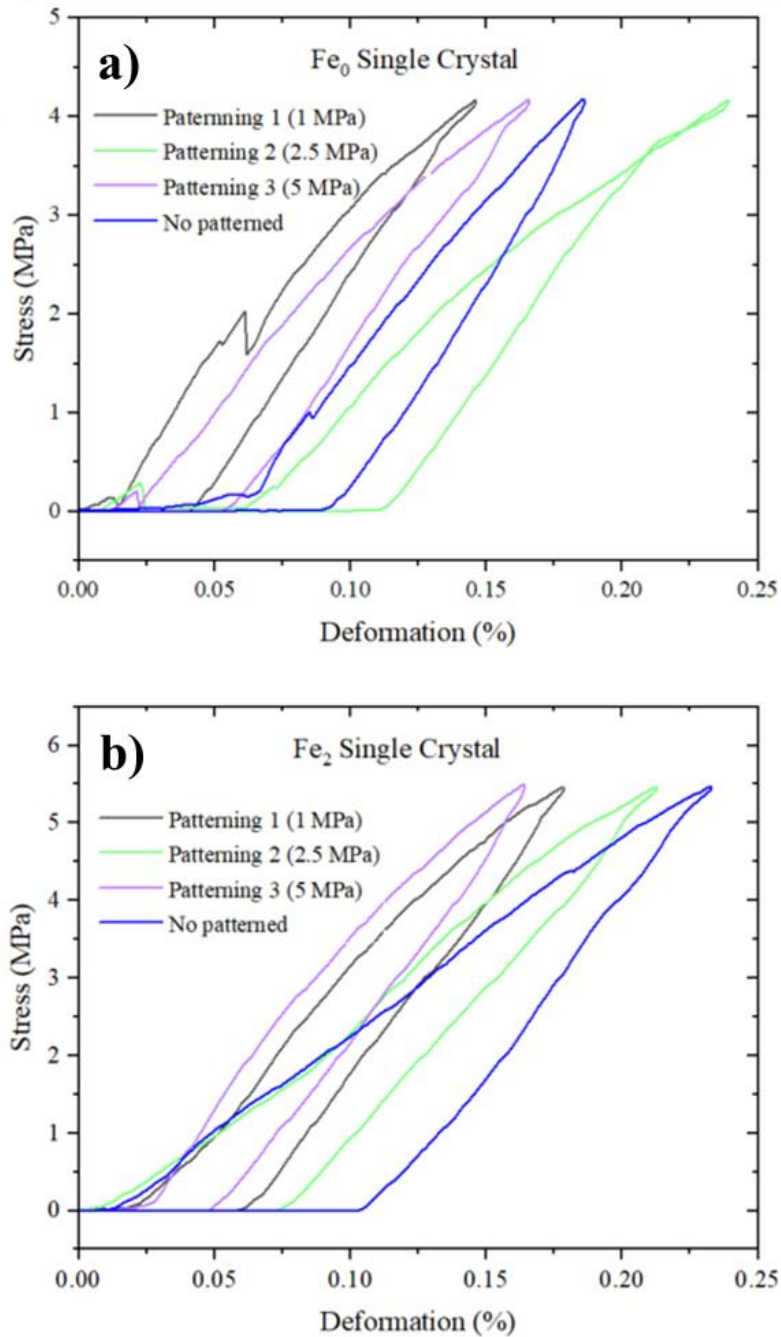 a)
Fe₀ Single Crystal
Paternning 1 (1 MPa)
Patterning 2 (2.5 MPa)
Patterning 3 (5 MPa)
No patterned
Stress (MPa)
5
4
3
2
1
0
0.00 0.05 0.10 0.15 0.20 0.25
Deformation (%)
b)
Fe₂ Single Crystal
Patterning 1 (1 MPa)
Patterning 2 (2.5 MPa)
Patterning 3 (5 MPa)
No patterned
Stress (MPa)
6
5
4
3
2
1
0
0.00 0.05 0.10 0.15 0.20 0.25
Deformation (%)